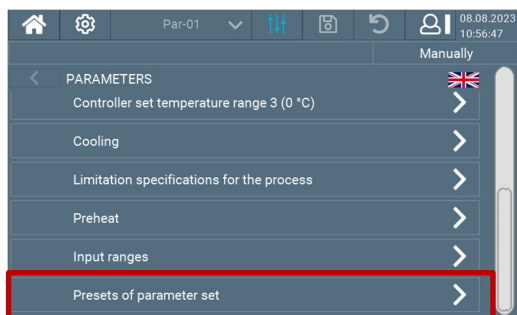 Par-01
08.08.2023
10:56:47
Manually
PARAMETERS
Controller set temperature range 3 (0 °C)
Cooling
Limitation specifications for the process
Preheat
Input ranges
Presets of parameter set